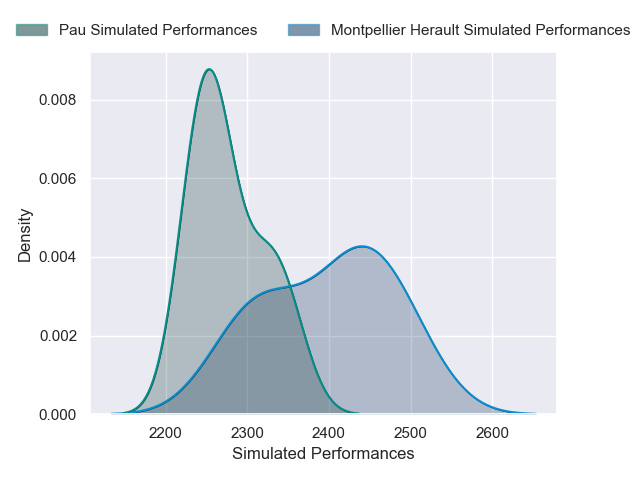 Pau Simulated Performances
Montpellier Herault Simulated Performances
0.008
0.006
0.004
0.002
0.000
Density
2200 2300 2400 2500 2600
Simulated Performances